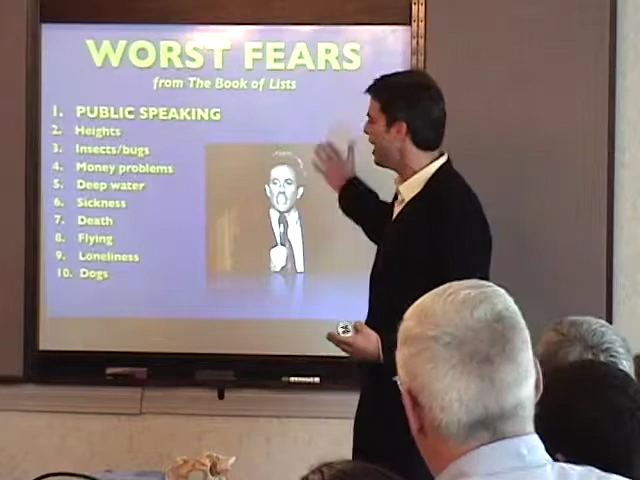 WORST FEARS
from The Book of Lists
1. PUBLIC SPEAKING
2. Heights
3. Insects/bugs
4. Money problems
5. Deep water
6. Sickness
7. Death
8. Flying
9. Loneliness
10. Dogs